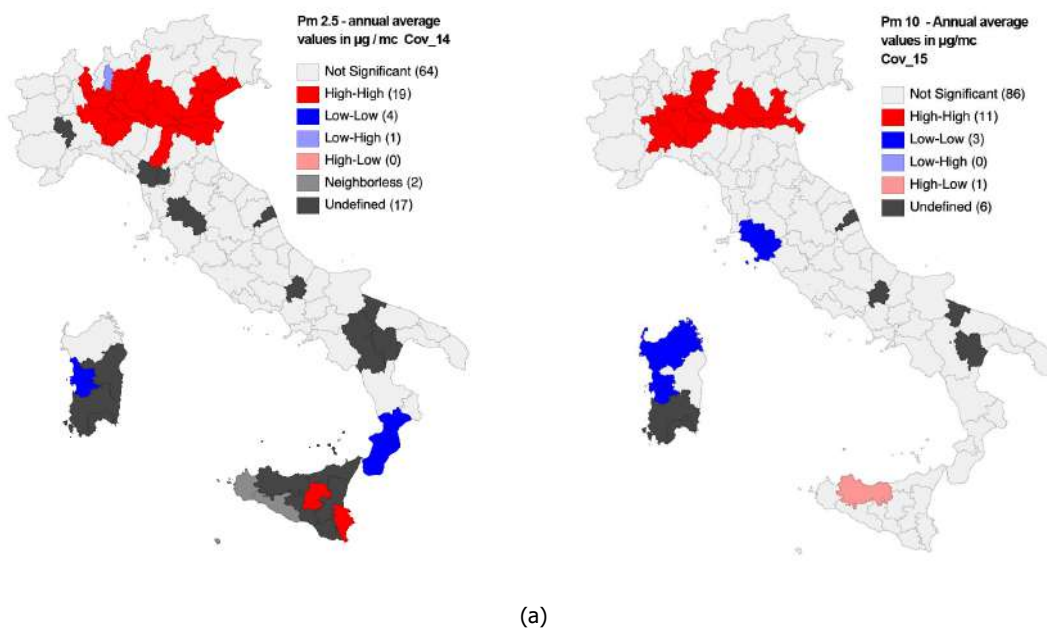 Pm 2.5 - annual average
values in µg / mc Cov_14
Not Significant (64)
High-High (19)
Low-Low (4)
Low-High (1)
High-Low (0)
Neighborless (2)
Undefined (17)
Pm 10 - Annual average
values in µg/mc
Cov_15
Not Significant (86)
High-High (11)
Low-Low (3)
Low-High (0)
High-Low (1)
Undefined (6)
(a)